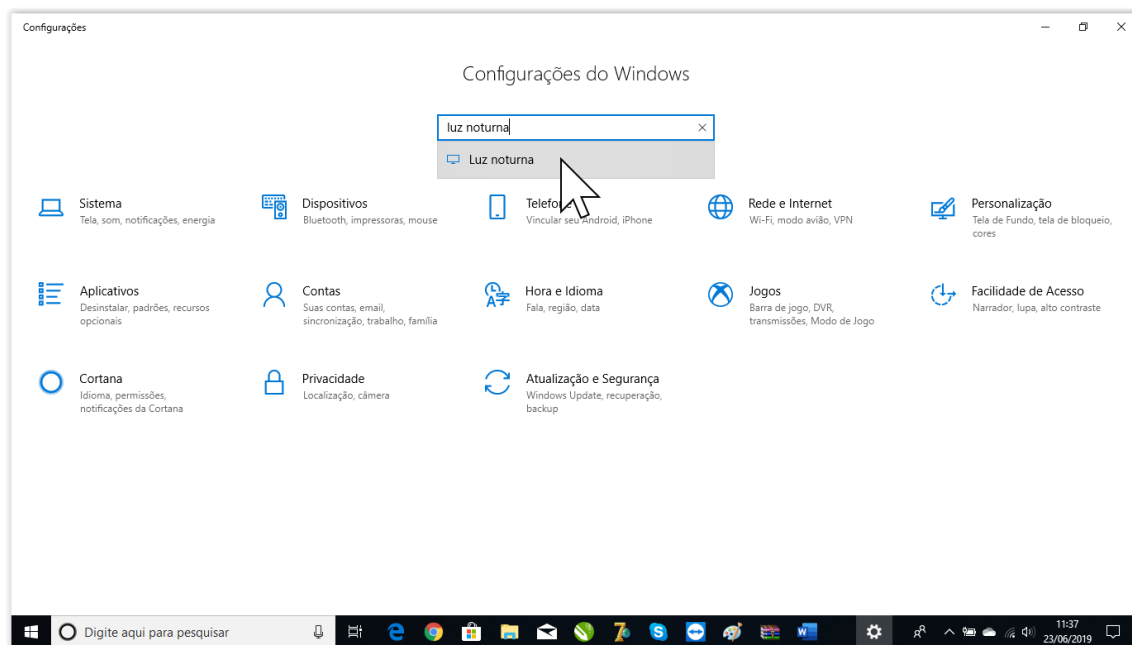 Configurações
Configurações do Windows
luz noturna
Luz noturna
Sistema
Tela, som, notificações, energia
Dispositivos
Bluetooth, impressoras, mouse
Telefone
Vincular seu Android, iPhone
Rede e Internet
Wi-Fi, modo avião, VPN
Personalização
Tela de Fundo, tela de bloqueio,
cores
Aplicativos
Desinstalar, padrões, recursos
opcionais
Contas
Suas contas, email,
sincronização, trabalho, família
Hora e Idioma
Fala, região, data
Jogos
Barra de jogo, DVR,
transmissões, Modo de Jogo
Facilidade de Acesso
Narrador, lupa, alto contraste
Cortana
Idioma, permissões,
notificações da Cortana
Privacidade
Localização, câmera
Atualização e Segurança
Windows Update, recuperação,
backup
Digite aqui para pesquisar
11:37
23/06/2019